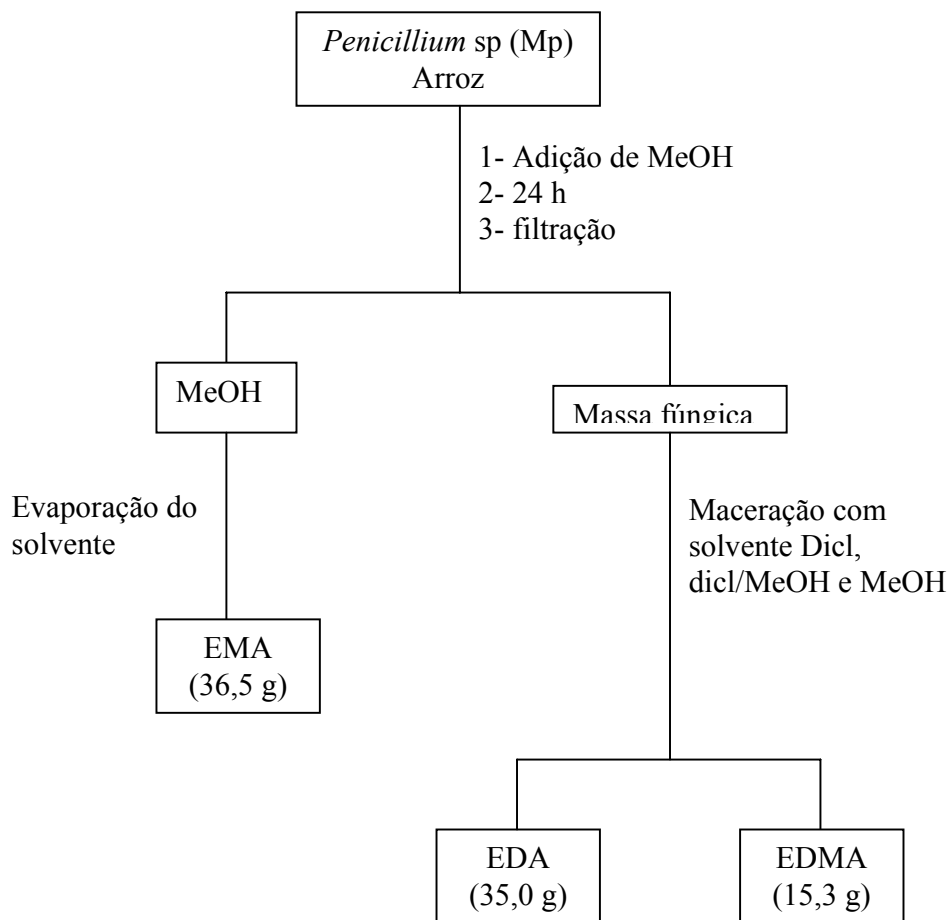 Penicillium sp (Mp)
Arroz
1- Adição de MeOH
2- 24 h
3- filtração
MeOH
Massa fúngica
Evaporação do
solvente
Maceração com
solvente Dicl,
dicl/MeOH e MeOH
EMA
(36,5 g)
EDA
(35,0 g)
EDMA
(15,3 g)